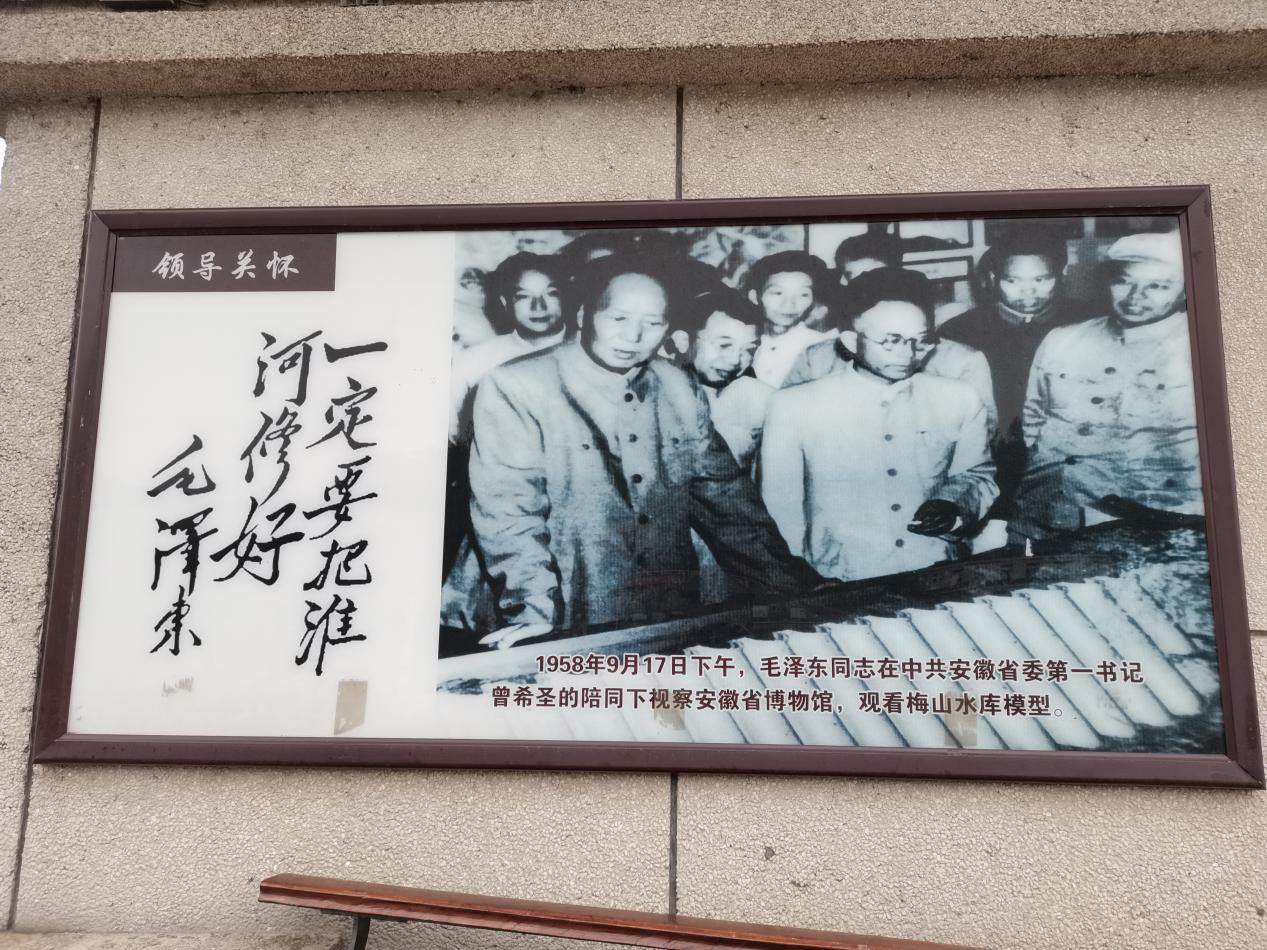 领导关怀
一定要把淮
河修好
毛泽东
1958年9月17日下午，毛泽东同志在中共安徽省委第一书记
曾希圣的陪同下视察安徽省博物馆，观看梅山水库模型。